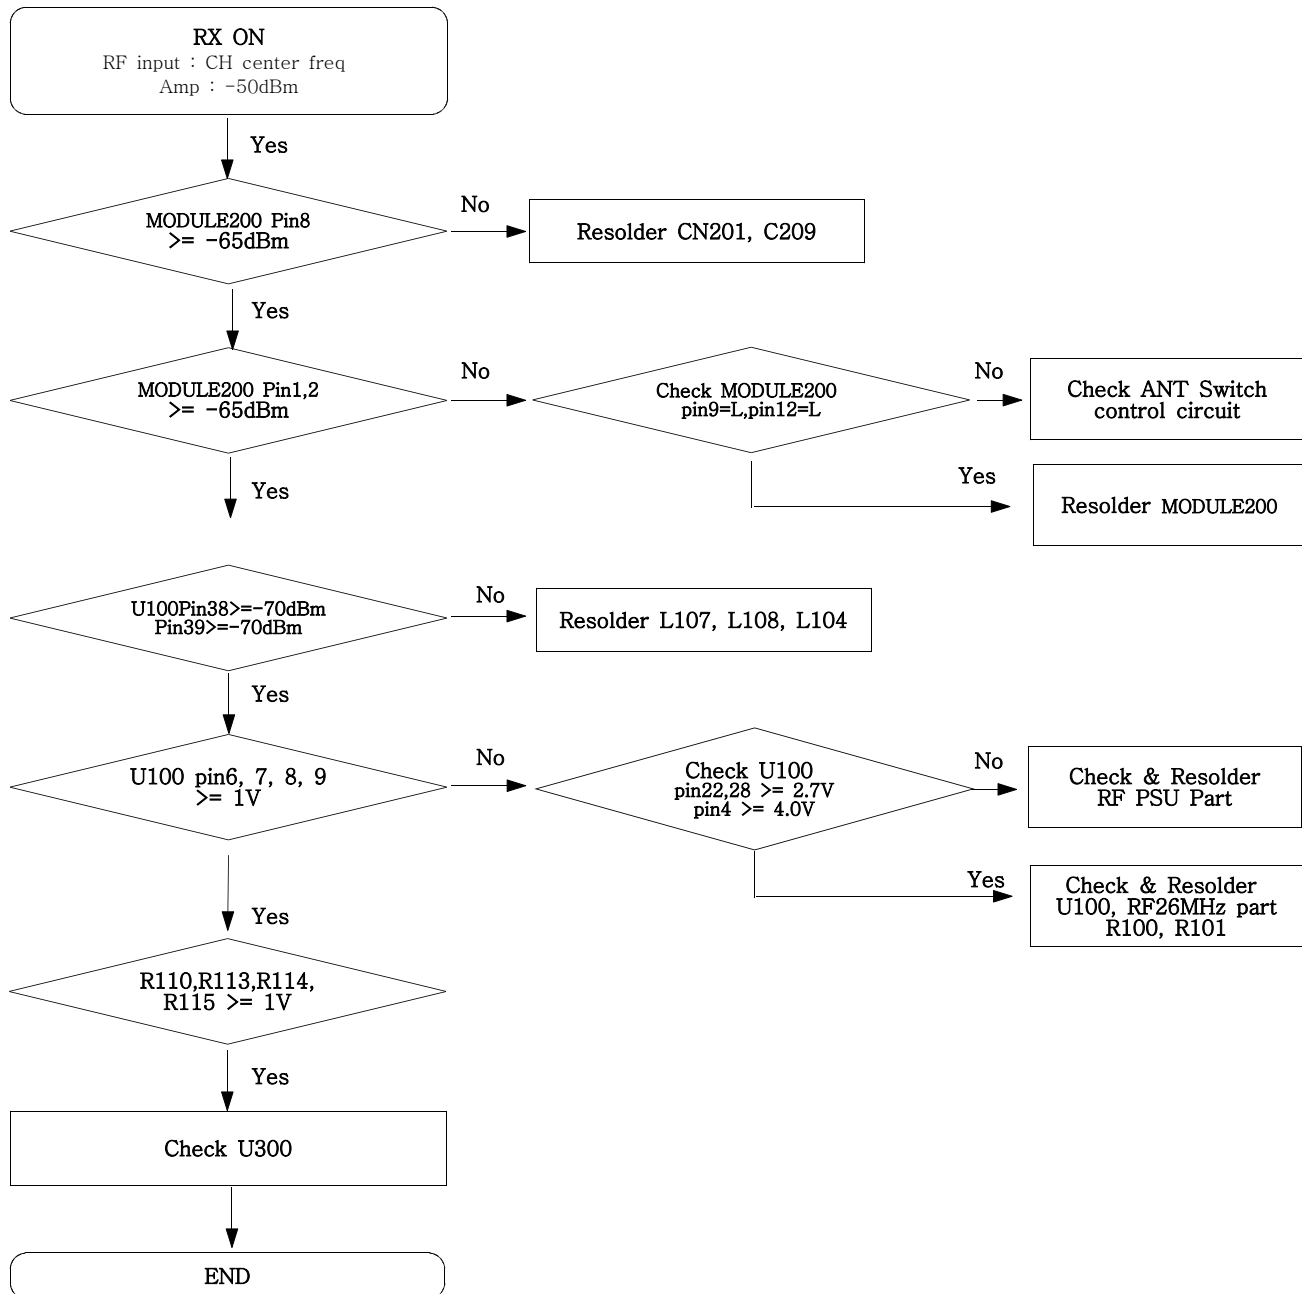 RX ON
RF input : CH center freq
Amp : -50dBm
Yes
MODULE200 Pin8
>= -65dBm
No
Resolder CN201, C209
Yes
MODULE200 Pin1,2
>= -65dBm
No
Check MODULE200
pin9=L,pin12=L
No
Check ANT Switch
control circuit
Yes
Resolder MODULE200
Yes
U100Pin38>=-70dBm
Pin39>=-70dBm
No
Resolder L107, L108, L104
Yes
U100 pin6, 7, 8, 9
>= 1V
No
Check U100
pin22,28 >= 2.7V
pin4 >= 4.0V
No
Check & Resolder
RF PSU Part
Yes
Check & Resolder
U100, RF26MHz part
R100, R101
Yes
R110,R113,R114,
R115 >= 1V
Yes
Check U300
END